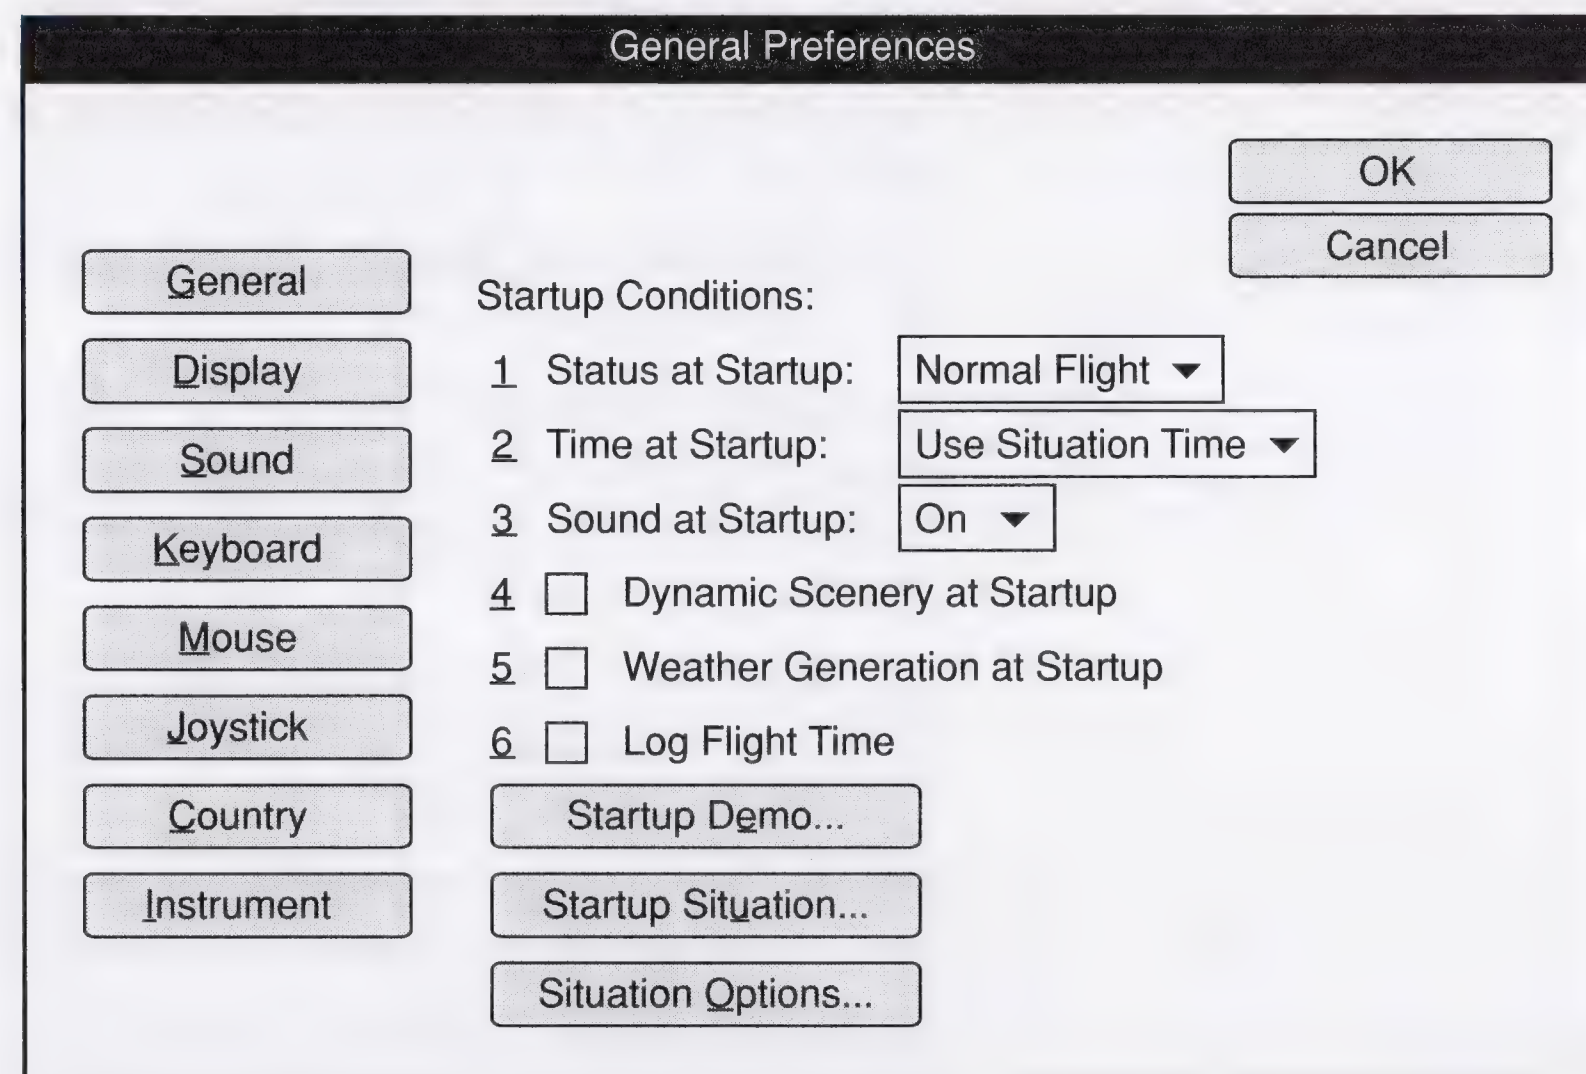 General Preferences
OK
Cancel
General
Display
Sound
Keyboard
Mouse
Joystick
Country
Instrument
Startup Conditions:
1 Status at Startup: Normal Flight
2 Time at Startup: Use Situation Time
3 Sound at Startup: On
4 Dynamic Scenery at Startup
5 Weather Generation at Startup
6 Log Flight Time
Startup Demo...
Startup Situation...
Situation Options...